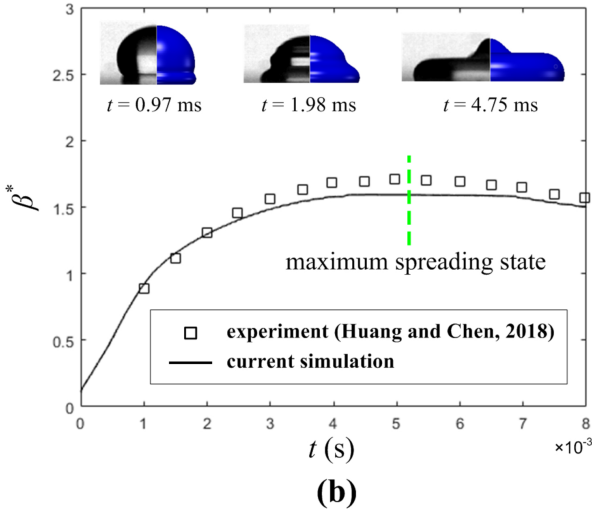 3
2.5
2
1.5
1
0.5
0
β*
t = 0.97 ms
t = 1.98 ms
t = 4.75 ms
maximum spreading state
experiment (Huang and Chen, 2018)
current simulation
0 1 2 3 4 5 6 7 8
×10⁻³
t (s)
(b)